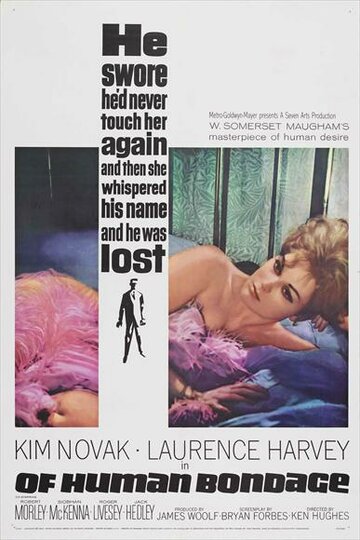 He
swore
he'd never
touch her
again
and then she
whispered
his name
and he was
lost
Metro-Goldwyn-Mayer presents A Seven Arts Production
W. SOMERSET MAUGHAM'S
masterpiece of human desire
KIM NOVAK · LAURENCE HARVEY
in
OF HUMAN BONDAGE
CO-STARRING
ROBERT MORLEY SIOBHAN McKENNA ROGER LIVESEY JACK HEDLEY
PRODUCED BY JAMES WOOLF · SCREENPLAY BY BRYAN FORBES · DIRECTED BY KEN HUGHES